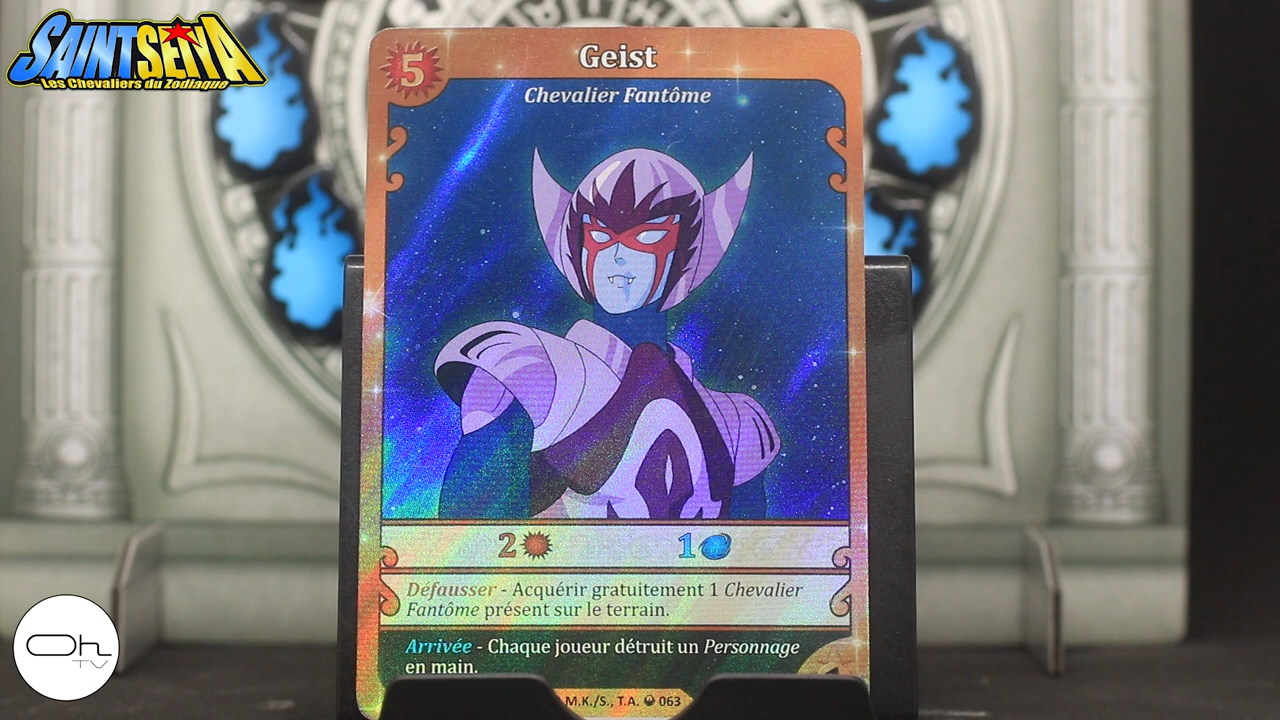 SAINT SEIYA
Les Chevaliers du Zodiaque
5
Geist
Chevalier Fantôme
2
1
Défausser - Acquérir gratuitement 1 Chevalier
Fantôme présent sur le terrain.
Arrivée - Chaque joueur détruit un Personnage
en main.
M.K./S., T.A. 063
Oh
TV